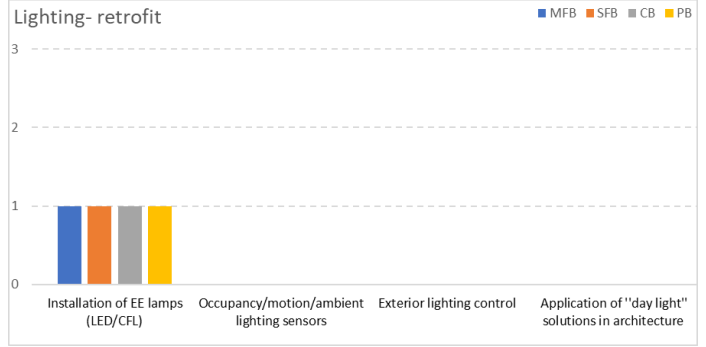 Lighting- retrofit
MFB SFB CB PB
3
2
1
0
Installation of EE lamps
(LED/CFL)
Occupancy/motion/ambient
lighting sensors
Exterior lighting control
Application of "day light"
solutions in architecture